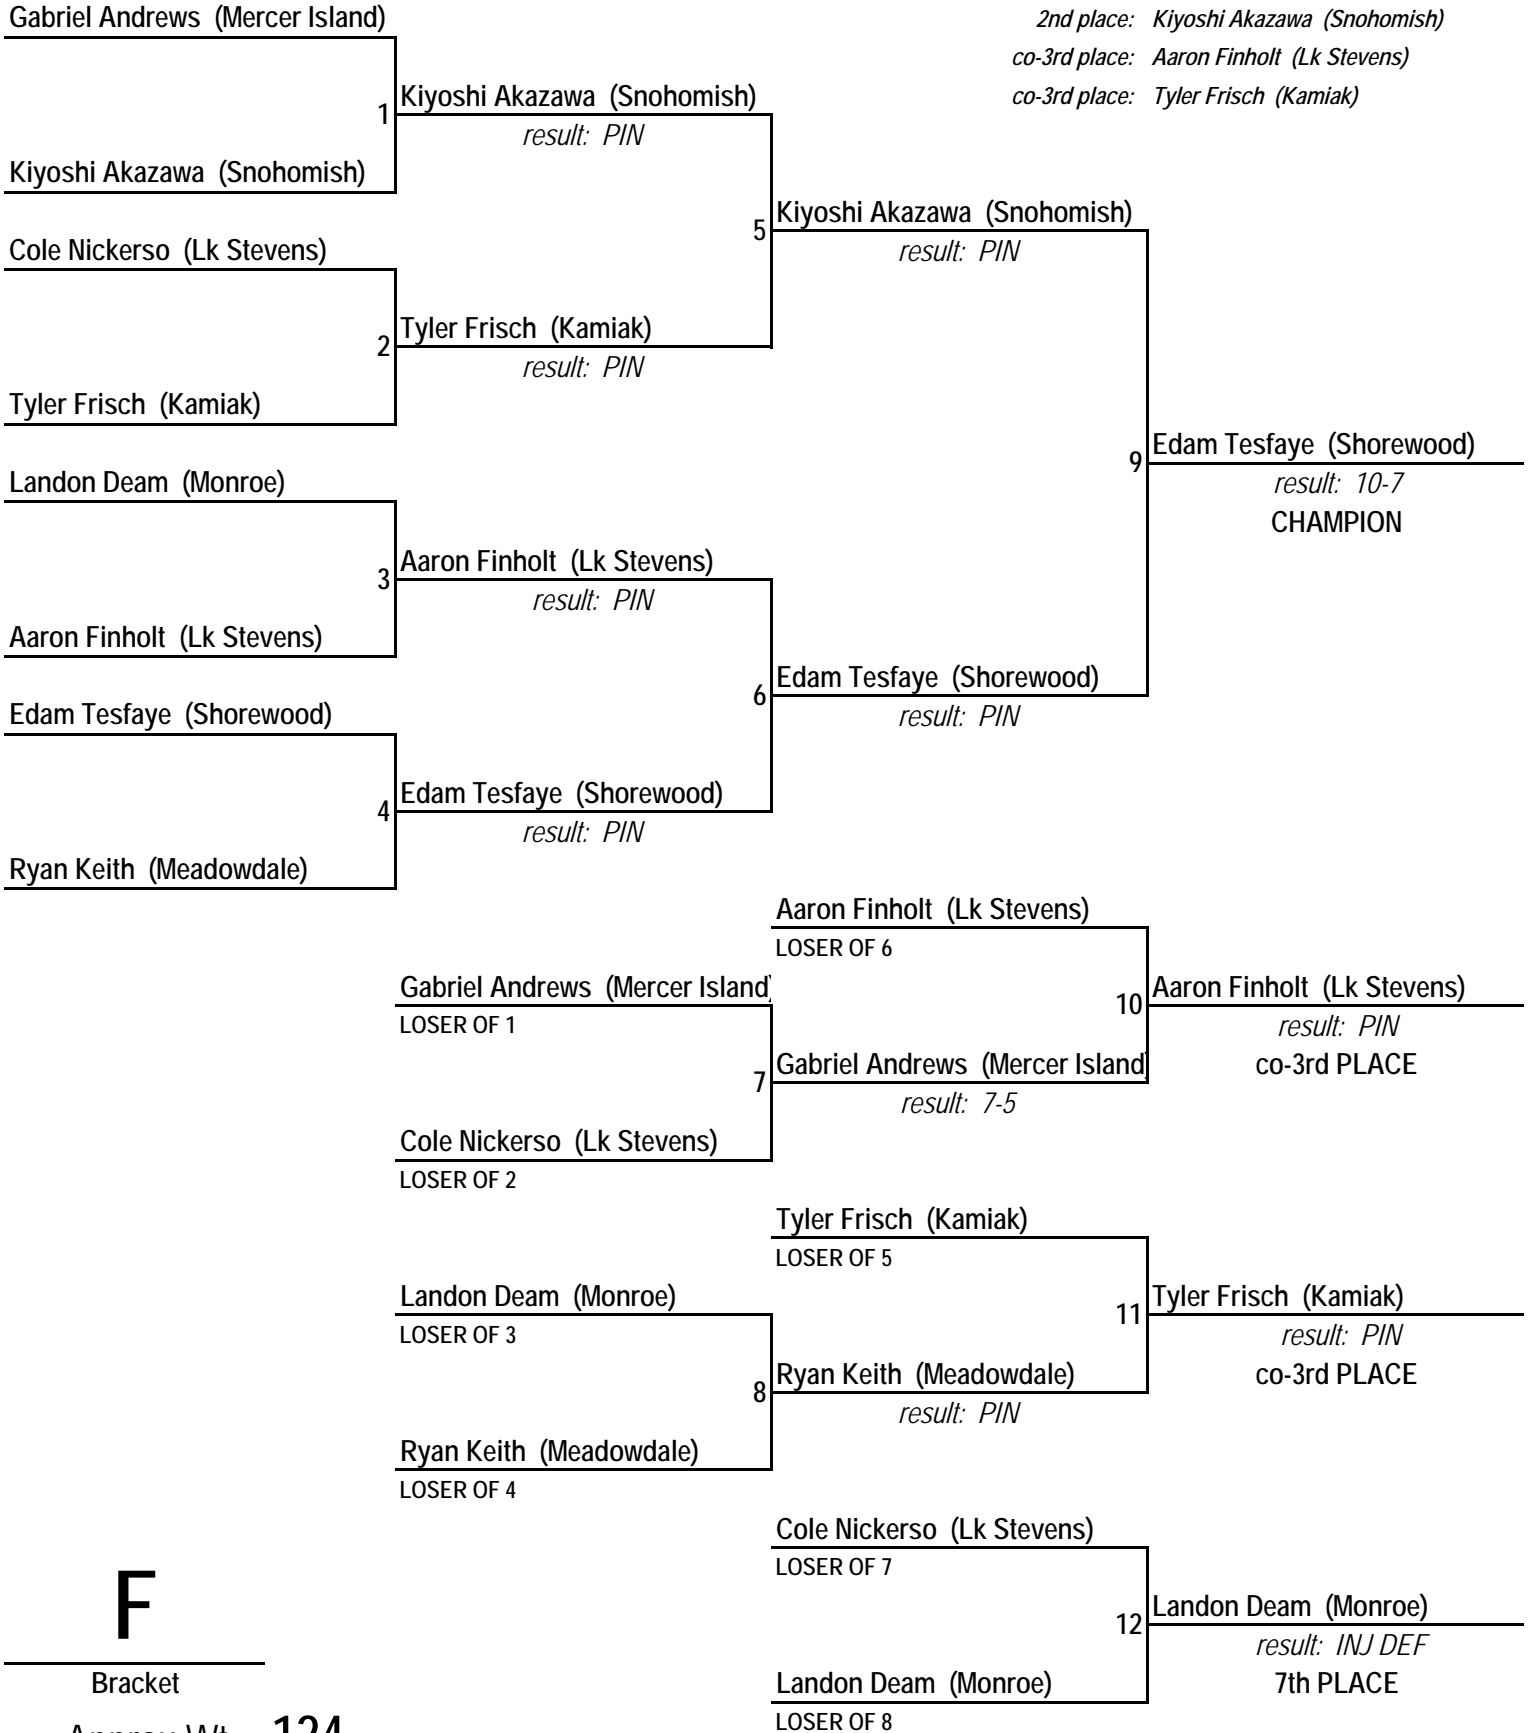 Gabriel Andrews (Mercer Island)
2nd place: Kiyoshi Akazawa (Snohomish)
co-3rd place: Aaron Finholt (Lk Stevens)
co-3rd place: Tyler Frisch (Kamiak)
1 Kiyoshi Akazawa (Snohomish)
result: PIN
Kiyoshi Akazawa (Snohomish)
5 Kiyoshi Akazawa (Snohomish)
result: PIN
Cole Nickerso (Lk Stevens)
2 Tyler Frisch (Kamiak)
result: PIN
Tyler Frisch (Kamiak)
9 Edam Tesfaye (Shorewood)
result: 10-7
CHAMPION
Landon Deam (Monroe)
3 Aaron Finholt (Lk Stevens)
result: PIN
Aaron Finholt (Lk Stevens)
6 Edam Tesfaye (Shorewood)
result: PIN
Edam Tesfaye (Shorewood)
4 Edam Tesfaye (Shorewood)
result: PIN
Ryan Keith (Meadowdale)
Aaron Finholt (Lk Stevens)
LOSER OF 6
Gabriel Andrews (Mercer Island)
LOSER OF 1
10 Aaron Finholt (Lk Stevens)
result: PIN
co-3rd PLACE
7 Gabriel Andrews (Mercer Island)
result: 7-5
Cole Nickerso (Lk Stevens)
LOSER OF 2
Tyler Frisch (Kamiak)
LOSER OF 5
Landon Deam (Monroe)
LOSER OF 3
11 Tyler Frisch (Kamiak)
result: PIN
co-3rd PLACE
8 Ryan Keith (Meadowdale)
result: PIN
Ryan Keith (Meadowdale)
LOSER OF 4
Cole Nickerso (Lk Stevens)
LOSER OF 7
12 Landon Deam (Monroe)
result: INJ DEF
7th PLACE
Landon Deam (Monroe)
LOSER OF 8
F
Bracket
Approx Wt 124